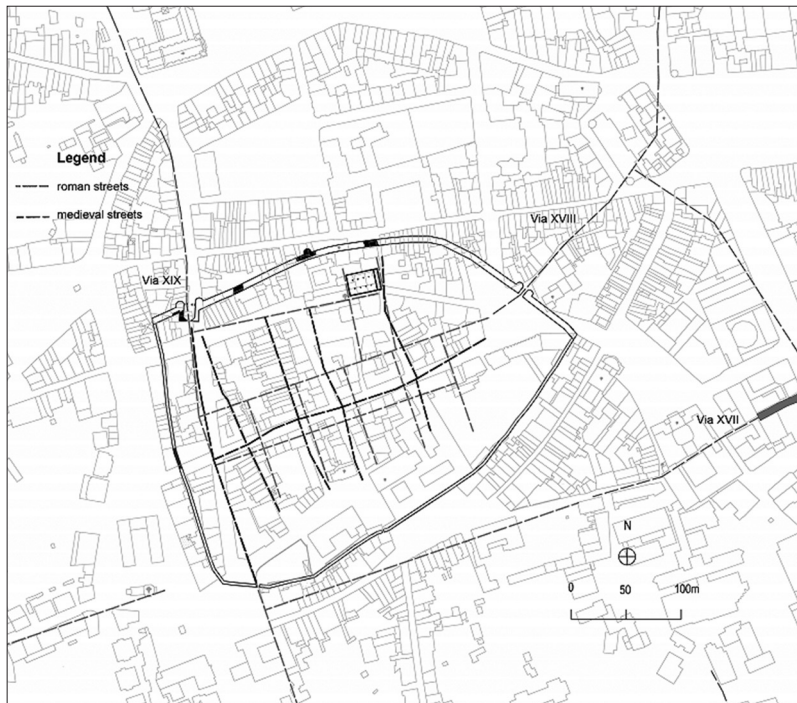 Legend
roman streets
medieval streets
Via XVIII
Via XIX
Via XVII
N
0 50 100m